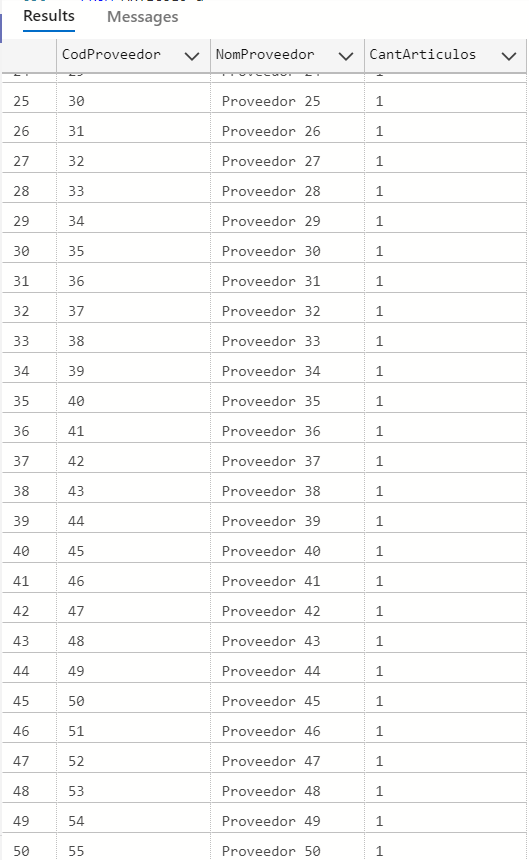 Results Messages
CodProveedor NomProveedor CantArticulos
25 30 Proveedor 25 1
26 31 Proveedor 26 1
27 32 Proveedor 27 1
28 33 Proveedor 28 1
29 34 Proveedor 29 1
30 35 Proveedor 30 1
31 36 Proveedor 31 1
32 37 Proveedor 32 1
33 38 Proveedor 33 1
34 39 Proveedor 34 1
35 40 Proveedor 35 1
36 41 Proveedor 36 1
37 42 Proveedor 37 1
38 43 Proveedor 38 1
39 44 Proveedor 39 1
40 45 Proveedor 40 1
41 46 Proveedor 41 1
42 47 Proveedor 42 1
43 48 Proveedor 43 1
44 49 Proveedor 44 1
45 50 Proveedor 45 1
46 51 Proveedor 46 1
47 52 Proveedor 47 1
48 53 Proveedor 48 1
49 54 Proveedor 49 1
50 55 Proveedor 50 1